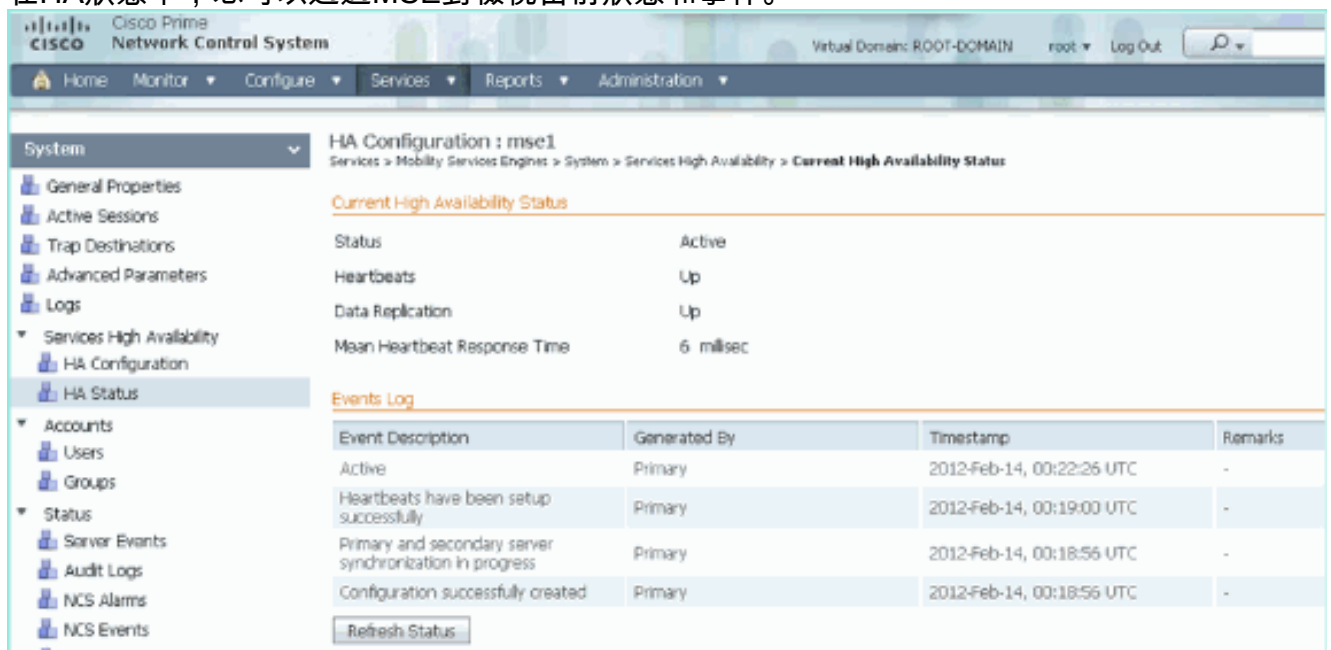 Cisco Prime
CISCO Network Control System
Virtual Domain: ROOT-DOMAIN root Log Out
Home Monitor Configure Services Reports Administration
System
General Properties
Active Sessions
Trap Destinations
Advanced Parameters
Logs
Services High Availability
HA Configuration
HA Status
Accounts
Users
Groups
Status
Server Events
Audit Logs
NCS Alarms
NCS Events
HA Configuration : mse1
Services > Mobility Services Engines > System > Services High Availability > Current High Availability Status
Current High Availability Status
Status Active
Heartbeats Up
Data Replication Up
Mean Heartbeat Response Time 6 millisec
Events Log
Event Description Generated By Timestamp Remarks
Active Primary 2012-Feb-14, 00:22:26 UTC -
Heartbeats have been setup
successfully Primary 2012-Feb-14, 00:19:00 UTC -
Primary and secondary server
synchronization in progress Primary 2012-Feb-14, 00:18:56 UTC -
Configuration successfully created Primary 2012-Feb-14, 00:18:56 UTC -
Refresh Status